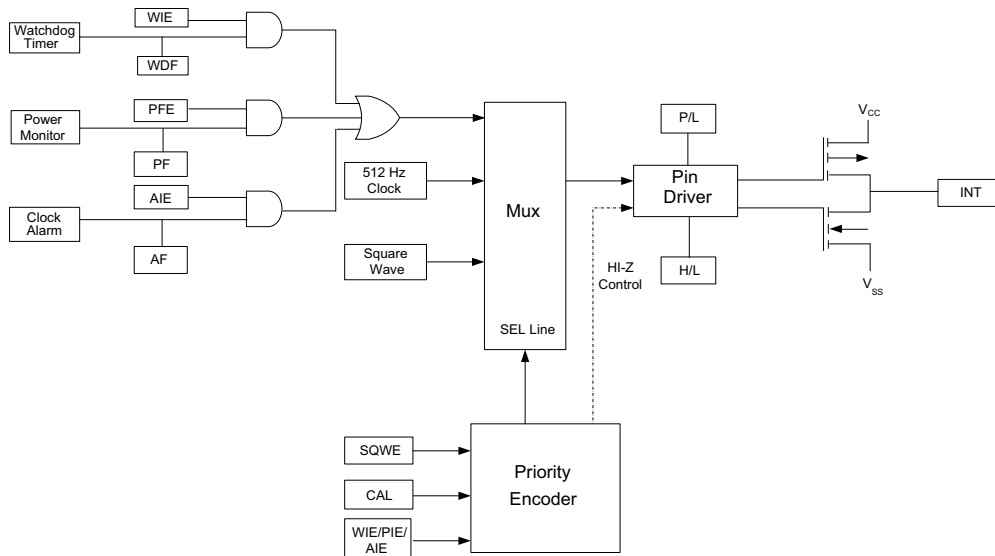 WIE
Watchdog
Timer
WDF
PFE
Power
Monitor
PF
AIE
Clock
Alarm
AF
512 Hz
Clock
Square
Wave
Mux
SEL Line
P/L
Pin
Driver
H/L
HI-Z
Control
VCC
INT
VSS
SQWE
CAL
WIE/PIE/
AIE
Priority
Encoder